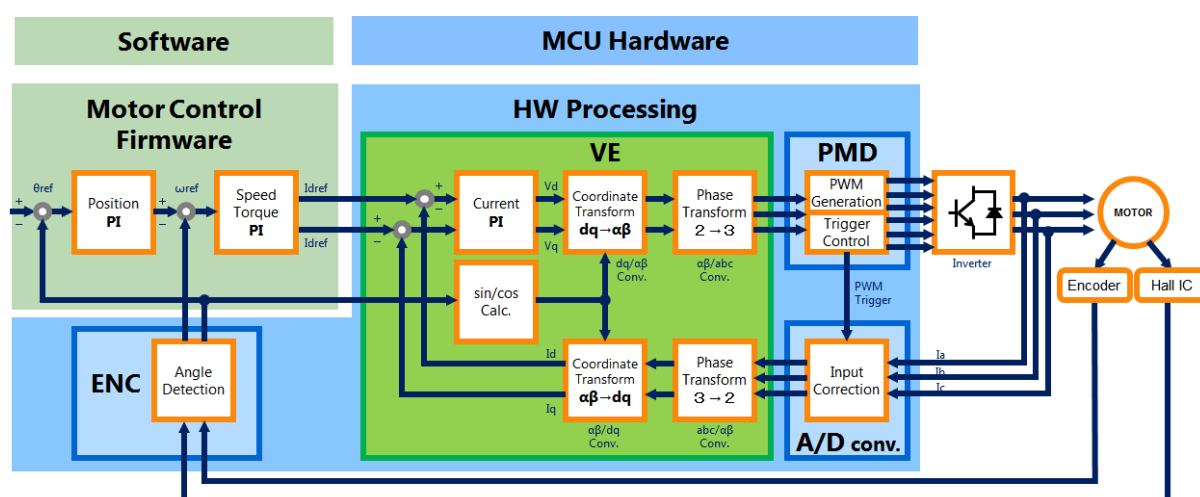 Software
MCU Hardware
Motor Control
Firmware
HW Processing
VE
PMD
θref
+
−
Position
PI
ωref
+
−
Speed
Torque
PI
Idref
Idref
+
−
+
−
Current
PI
Vd
Vq
Coordinate
Transform
dq→αβ
dq/αβ
Conv.
Phase
Transform
2→3
αβ/abc
Conv.
PWM
Generation
Trigger
Control
PWM
Trigger
Inverter
MOTOR
Encoder
Hall IC
sin/cos
Calc.
ENC
Angle
Detection
Id
Iq
Coordinate
Transform
αβ→dq
αβ/dq
Conv.
Phase
Transform
3→2
abc/αβ
Conv.
Input
Correction
A/D conv.
Ia
Ib
Ic